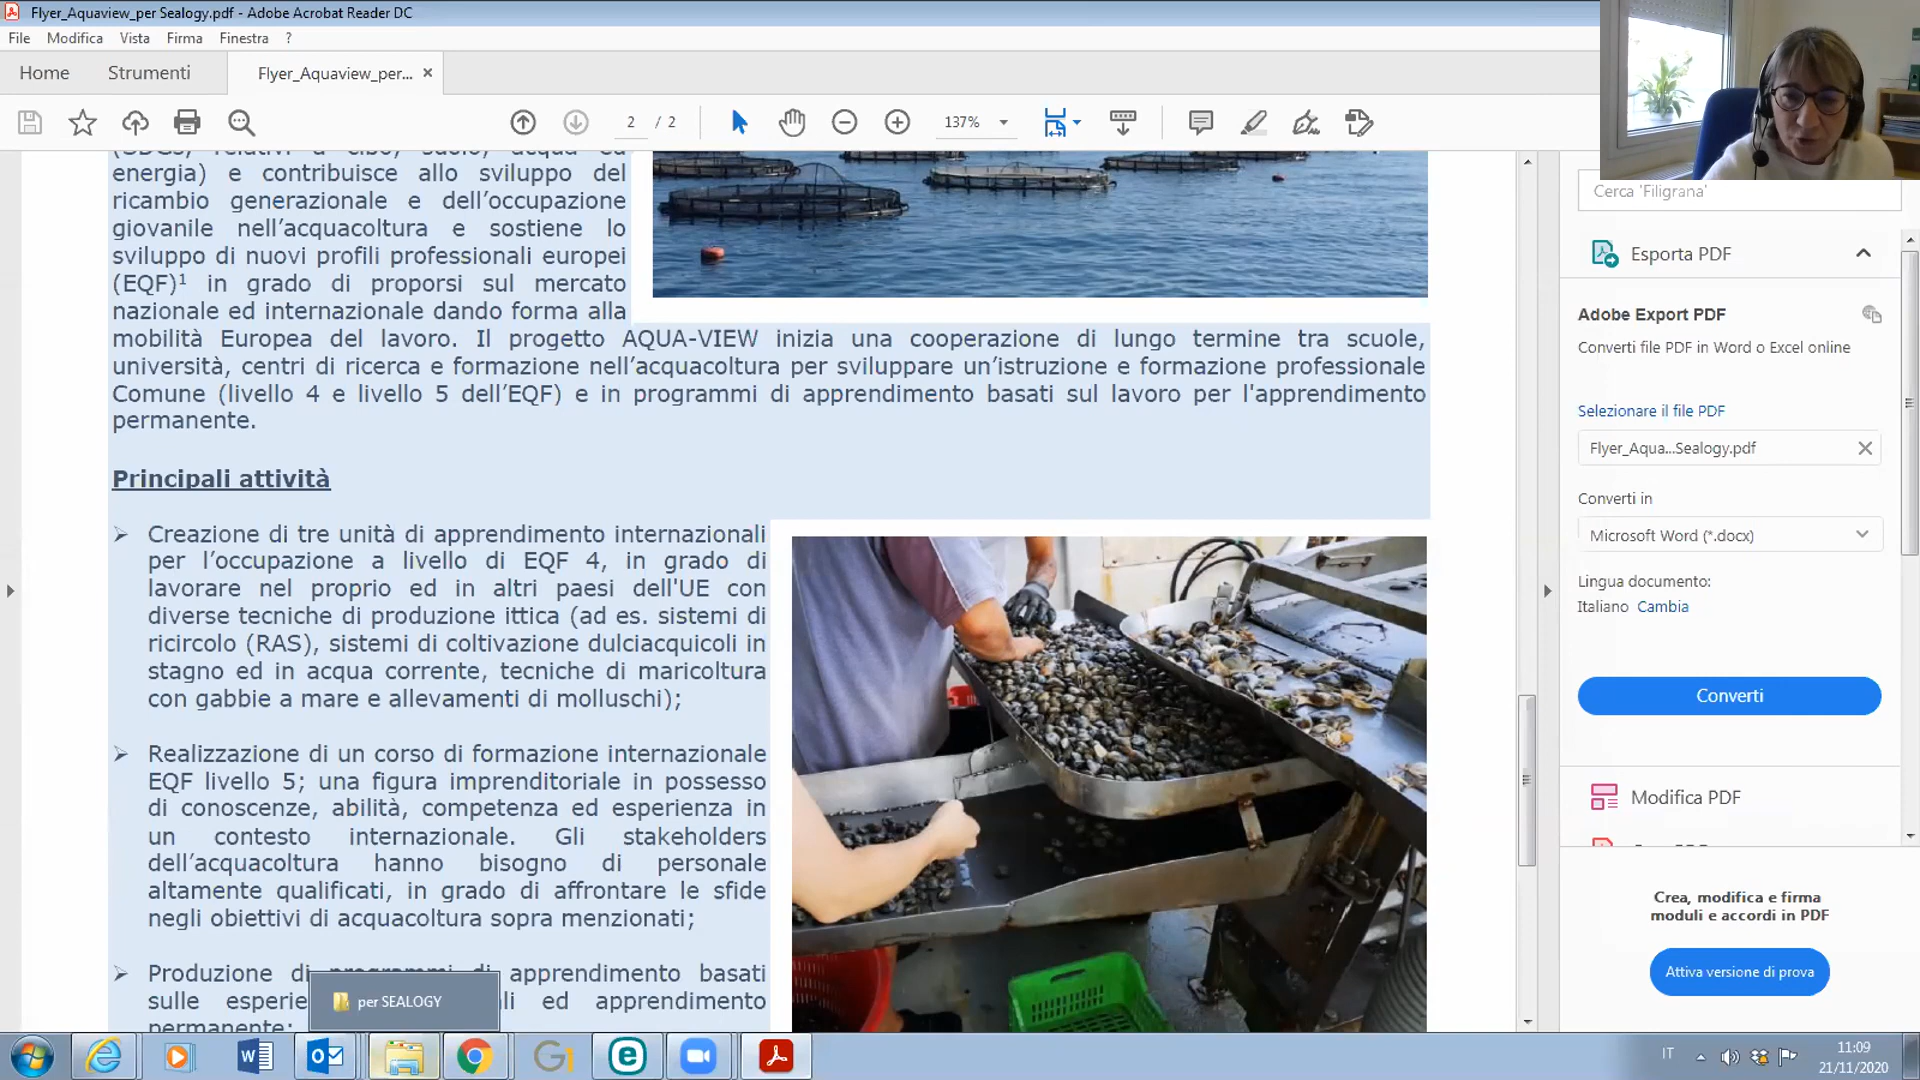 Flyer_Aquaview_per Sealogy.pdf - Adobe Acrobat Reader DC
File Modifica Vista Firma Finestra ?
Home Strumenti Flyer_Aquaview_per... ×
2 / 2 137%
energia) e contribuisce allo sviluppo del
ricambio generazionale e dell’occupazione
giovanile nell’acquacoltura e sostiene lo
sviluppo di nuovi profili professionali europei
(EQF)¹ in grado di proporsi sul mercato
nazionale ed internazionale dando forma alla
mobilità Europea del lavoro. Il progetto AQUA-VIEW inizia una cooperazione di lungo termine tra scuole,
università, centri di ricerca e formazione nell’acquacoltura per sviluppare un’istruzione e formazione professionale
Comune (livello 4 e livello 5 dell’EQF) e in programmi di apprendimento basati sul lavoro per l'apprendimento
permanente.
Principali attività
Creazione di tre unità di apprendimento internazionali
per l’occupazione a livello di EQF 4, in grado di
lavorare nel proprio ed in altri paesi dell'UE con
diverse tecniche di produzione ittica (ad es. sistemi di
ricircolo (RAS), sistemi di coltivazione dulciacquicoli in
stagno ed in acqua corrente, tecniche di maricoltura
con gabbie a mare e allevamenti di molluschi);
Realizzazione di un corso di formazione internazionale
EQF livello 5; una figura imprenditoriale in possesso
di conoscenze, abilità, competenza ed esperienza in
un contesto internazionale. Gli stakeholders
dell’acquacoltura hanno bisogno di personale
altamente qualificati, in grado di affrontare le sfide
negli obiettivi di acquacoltura sopra menzionati;
Produzione di programmi di apprendimento basati
sulle ed apprendimento
permanente;
per SEALOGY
Cerca 'Filigrana'
Esporta PDF
Adobe Export PDF
Converti file PDF in Word o Excel online
Selezionare il file PDF
Flyer_Aqua...Sealogy.pdf
Converti in
Microsoft Word (*.docx)
Lingua documento:
Italiano Cambia
Converti
Modifica PDF
Crea, modifica e firma
moduli e accordi in PDF
Attiva versione di prova
IT
11:09
21/11/2020